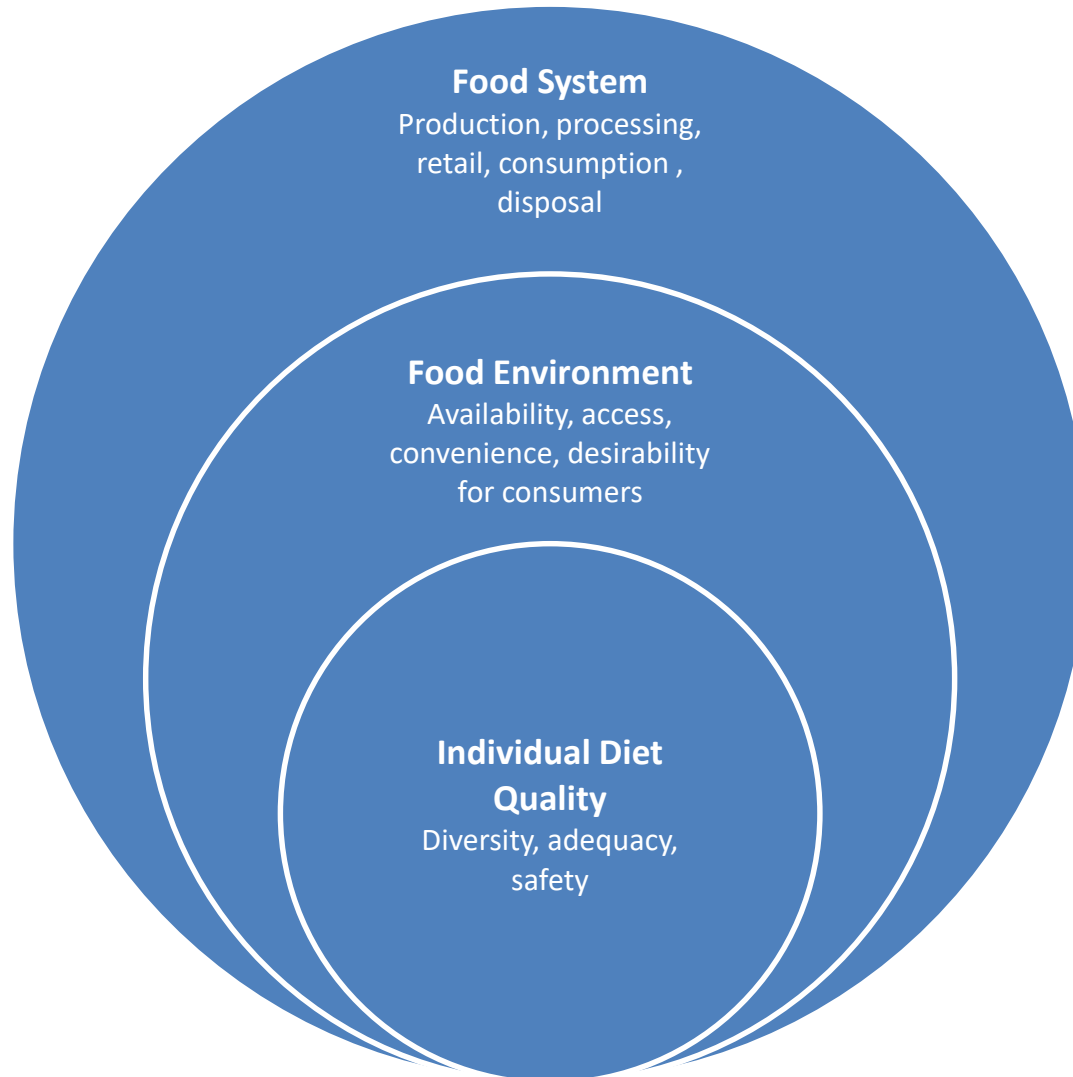 Food System
Production, processing,
retail, consumption ,
disposal
Food Environment
Availability, access,
convenience, desirability
for consumers
Individual Diet
Quality
Diversity, adequacy,
safety